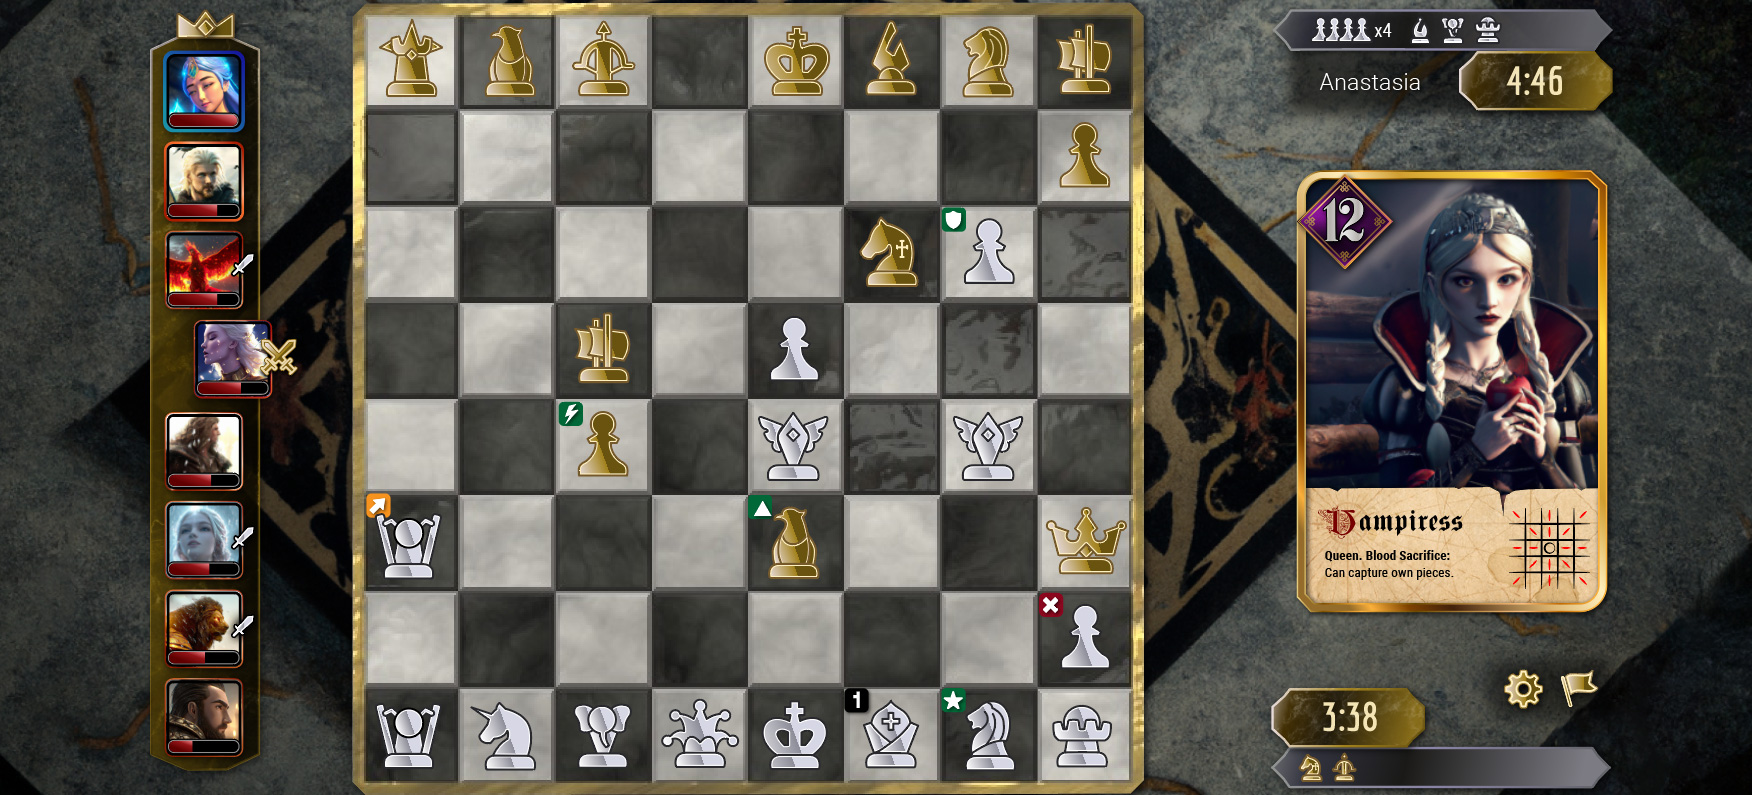 x4
Anastasia
4:46
12
Vampiress
Queen. Blood Sacrifice:
Can capture own pieces.
1
3:38